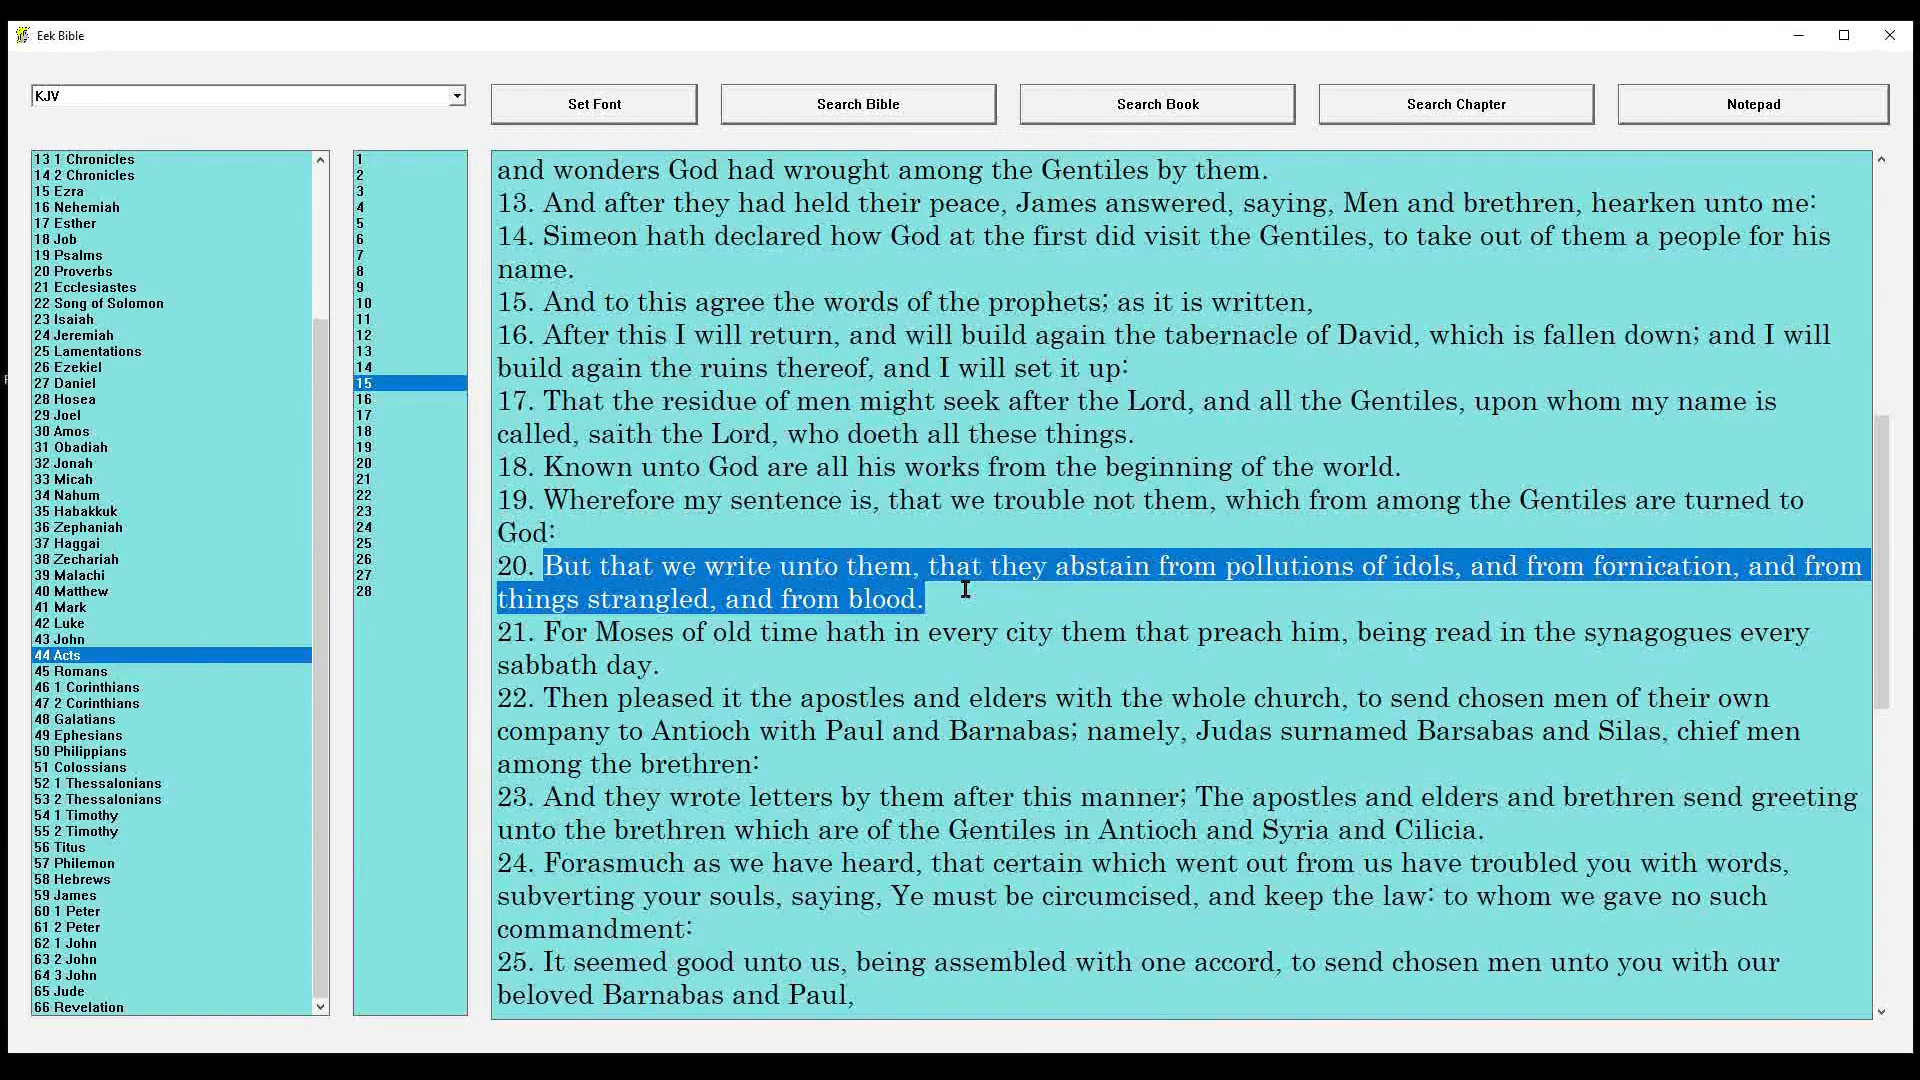 Eek Bible
KJV
Set Font
Search Bible
Search Book
Search Chapter
Notepad
13 1 Chronicles
14 2 Chronicles
15 Ezra
16 Nehemiah
17 Esther
18 Job
19 Psalms
20 Proverbs
21 Ecclesiastes
22 Song of Solomon
23 Isaiah
24 Jeremiah
25 Lamentations
26 Ezekiel
27 Daniel
28 Hosea
29 Joel
30 Amos
31 Obadiah
32 Jonah
33 Micah
34 Nahum
35 Habakkuk
36 Zephaniah
37 Haggai
38 Zechariah
39 Malachi
40 Matthew
41 Mark
42 Luke
43 John
44 Acts
45 Romans
46 1 Corinthians
47 2 Corinthians
48 Galatians
49 Ephesians
50 Philippians
51 Colossians
52 1 Thessalonians
53 2 Thessalonians
54 1 Timothy
55 2 Timothy
56 Titus
57 Philemon
58 Hebrews
59 James
60 1 Peter
61 2 Peter
62 1 John
63 2 John
64 3 John
65 Jude
66 Revelation
1
2
3
4
5
6
7
8
9
10
11
12
13
14
15
16
17
18
19
20
21
22
23
24
25
26
27
28
and wonders God had wrought among the Gentiles by them.
13. And after they had held their peace, James answered, saying, Men and brethren, hearken unto me:
14. Simeon hath declared how God at the first did visit the Gentiles, to take out of them a people for his
name.
15. And to this agree the words of the prophets; as it is written,
16. After this I will return, and will build again the tabernacle of David, which is fallen down; and I will
build again the ruins thereof, and I will set it up:
17. That the residue of men might seek after the Lord, and all the Gentiles, upon whom my name is
called, saith the Lord, who doeth all these things.
18. Known unto God are all his works from the beginning of the world.
19. Wherefore my sentence is, that we trouble not them, which from among the Gentiles are turned to
God:
20. But that we write unto them, that they abstain from pollutions of idols, and from fornication, and from
things strangled, and from blood.
21. For Moses of old time hath in every city them that preach him, being read in the synagogues every
sabbath day.
22. Then pleased it the apostles and elders with the whole church, to send chosen men of their own
company to Antioch with Paul and Barnabas; namely, Judas surnamed Barsabas and Silas, chief men
among the brethren:
23. And they wrote letters by them after this manner; The apostles and elders and brethren send greeting
unto the brethren which are of the Gentiles in Antioch and Syria and Cilicia.
24. Forasmuch as we have heard, that certain which went out from us have troubled you with words,
subverting your souls, saying, Ye must be circumcised, and keep the law: to whom we gave no such
commandment:
25. It seemed good unto us, being assembled with one accord, to send chosen men unto you with our
beloved Barnabas and Paul,